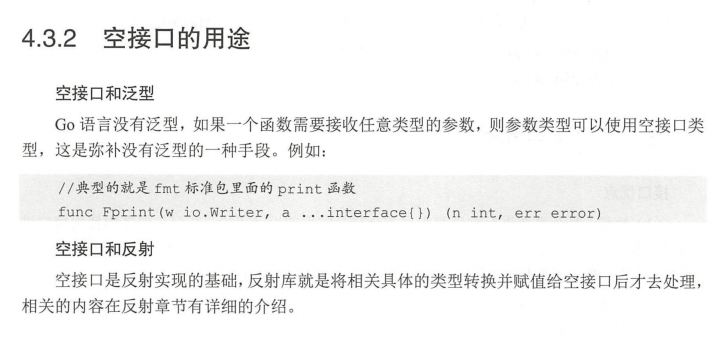 4.3.2 空接口的用途
空接口和泛型
Go 语言没有泛型，如果一个函数需要接收任意类型的参数，则参数类型可以使用空接口类
型，这是弥补没有泛型的一种手段。例如：
//典型的就是 fmt 标准包里面的 print 函数
func Fprint(w io.Writer, a ...interface{}) (n int, err error)
空接口和反射
空接口是反射实现的基础，反射库就是将相关具体的类型转换并赋值给空接口后才去处理，
相关的内容在反射章节有详细的介绍。